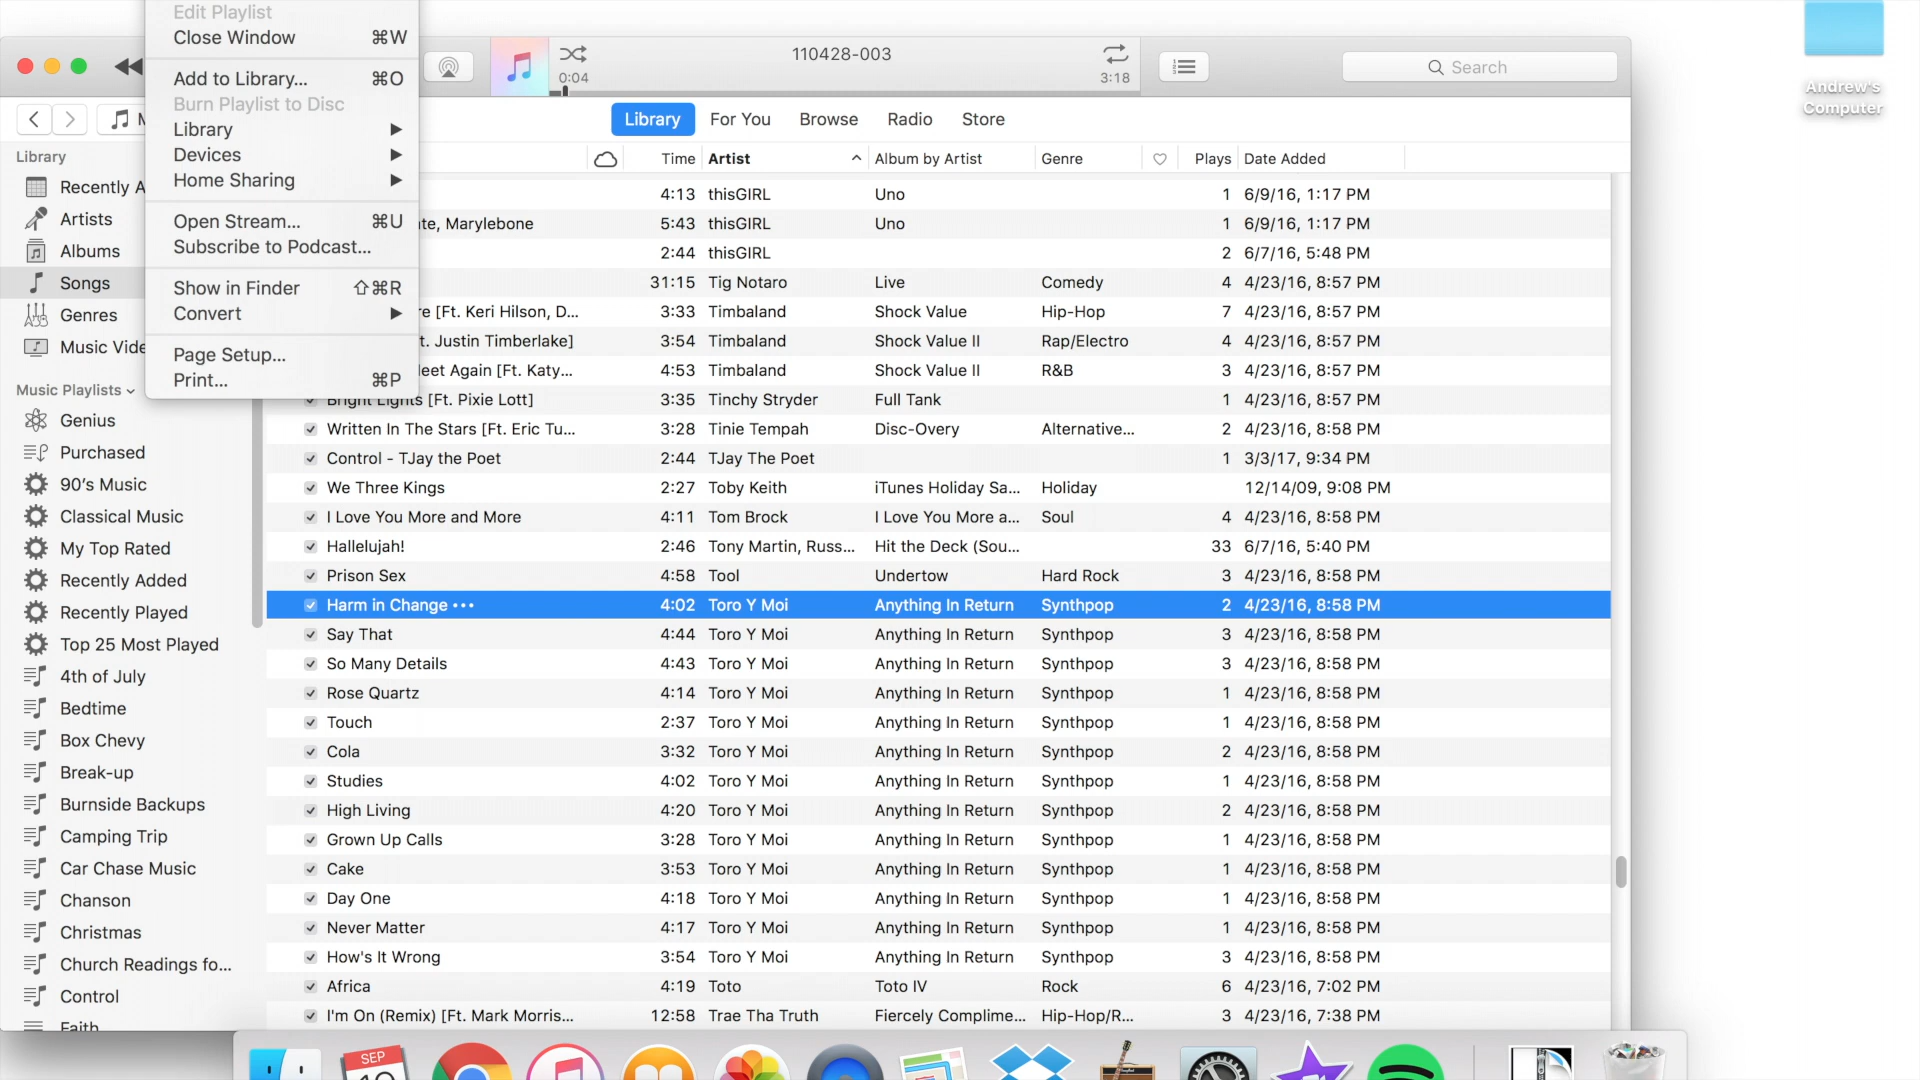 Edit Playlist
Close Window ⌘W
Add to Library... ⌘O
Burn Playlist to Disc
Library
Devices
Home Sharing
Open Stream... ⌘U
Subscribe to Podcast...
Show in Finder ⇧⌘R
Convert
Page Setup...
Print... ⌘P
110428-003
0:04
3:18
Search
Andrew's
Computer
Library For You Browse Radio Store
Library
Recently A
Artists
Albums
Songs
Genres
Music Vide
Music Playlists
Genius
Purchased
90's Music
Classical Music
My Top Rated
Recently Added
Recently Played
Top 25 Most Played
4th of July
Bedtime
Box Chevy
Break-up
Burnside Backups
Camping Trip
Car Chase Music
Chanson
Christmas
Church Readings fo...
Control
Faith
Time Artist Album by Artist Genre Plays Date Added
4:13 thisGIRL Uno 1 6/9/16, 1:17 PM
te, Marylebone 5:43 thisGIRL Uno 1 6/9/16, 1:17 PM
2:44 thisGIRL 2 6/7/16, 5:48 PM
31:15 Tig Notaro Live Comedy 4 4/23/16, 8:57 PM
e [Ft. Keri Hilson, D... 3:33 Timbaland Shock Value Hip-Hop 7 4/23/16, 8:57 PM
t. Justin Timberlake] 3:54 Timbaland Shock Value II Rap/Electro 4 4/23/16, 8:57 PM
eet Again [Ft. Katy... 4:53 Timbaland Shock Value II R&B 3 4/23/16, 8:57 PM
Bright Lights [Ft. Pixie Lott] 3:35 Tinchy Stryder Full Tank 1 4/23/16, 8:57 PM
Written In The Stars [Ft. Eric Tu... 3:28 Tinie Tempah Disc-Overy Alternative... 2 4/23/16, 8:58 PM
Control - TJay the Poet 2:44 TJay The Poet 1 3/3/17, 9:34 PM
We Three Kings 2:27 Toby Keith iTunes Holiday Sa... Holiday 12/14/09, 9:08 PM
I Love You More and More 4:11 Tom Brock I Love You More a... Soul 4 4/23/16, 8:58 PM
Hallelujah! 2:46 Tony Martin, Russ... Hit the Deck (Sou... 33 6/7/16, 5:40 PM
Prison Sex 4:58 Tool Undertow Hard Rock 3 4/23/16, 8:58 PM
Harm in Change ••• 4:02 Toro Y Moi Anything In Return Synthpop 2 4/23/16, 8:58 PM
Say That 4:44 Toro Y Moi Anything In Return Synthpop 3 4/23/16, 8:58 PM
So Many Details 4:43 Toro Y Moi Anything In Return Synthpop 3 4/23/16, 8:58 PM
Rose Quartz 4:14 Toro Y Moi Anything In Return Synthpop 1 4/23/16, 8:58 PM
Touch 2:37 Toro Y Moi Anything In Return Synthpop 1 4/23/16, 8:58 PM
Cola 3:32 Toro Y Moi Anything In Return Synthpop 2 4/23/16, 8:58 PM
Studies 4:02 Toro Y Moi Anything In Return Synthpop 1 4/23/16, 8:58 PM
High Living 4:20 Toro Y Moi Anything In Return Synthpop 2 4/23/16, 8:58 PM
Grown Up Calls 3:28 Toro Y Moi Anything In Return Synthpop 1 4/23/16, 8:58 PM
Cake 3:53 Toro Y Moi Anything In Return Synthpop 1 4/23/16, 8:58 PM
Day One 4:18 Toro Y Moi Anything In Return Synthpop 1 4/23/16, 8:58 PM
Never Matter 4:17 Toro Y Moi Anything In Return Synthpop 1 4/23/16, 8:58 PM
How's It Wrong 3:54 Toro Y Moi Anything In Return Synthpop 3 4/23/16, 8:58 PM
Africa 4:19 Toto Toto IV Rock 6 4/23/16, 7:02 PM
I'm On (Remix) [Ft. Mark Morris... 12:58 Trae Tha Truth Fiercely Complime... Hip-Hop/R... 3 4/23/16, 7:38 PM
SEP